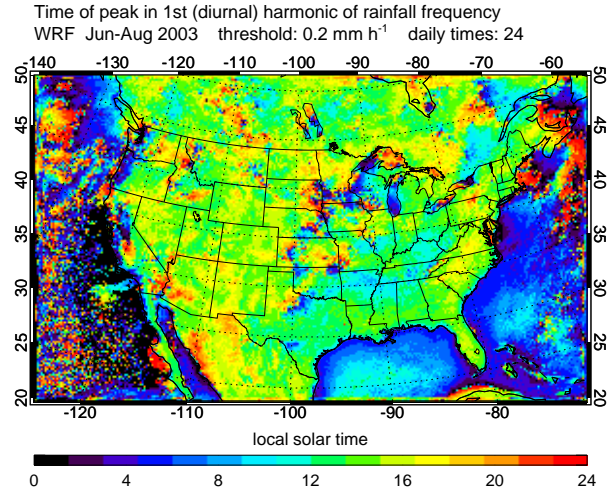 Time of peak in 1st (diurnal) harmonic of rainfall frequency
WRF Jun-Aug 2003 threshold: 0.2 mm h⁻¹ daily times: 24
-140 -130 -120 -110 -100 -90 -80 -70 -60
50 50
45 45
40 40
35 35
30 30
25 25
20 20
-120 -110 -100 -90 -80
local solar time
0 4 8 12 16 20 24